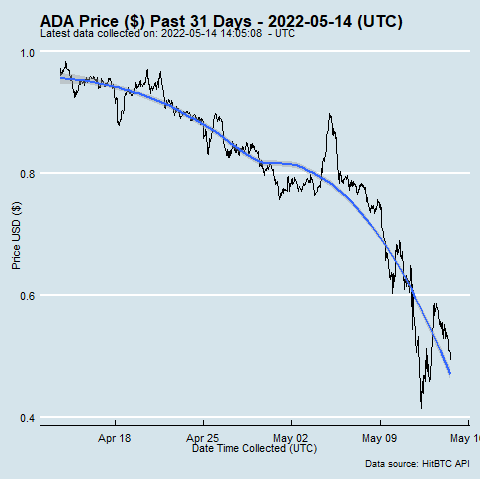 ADA Price ($) Past 31 Days - 2022-05-14 (UTC)
Latest data collected on: 2022-05-14 14:05:08  - UTC
1.0
0.8
0.6
0.4
Price USD ($)
Apr 18 Apr 25 May 02 May 09 May 16
Date Time Collected (UTC)
Data source: HitBTC API